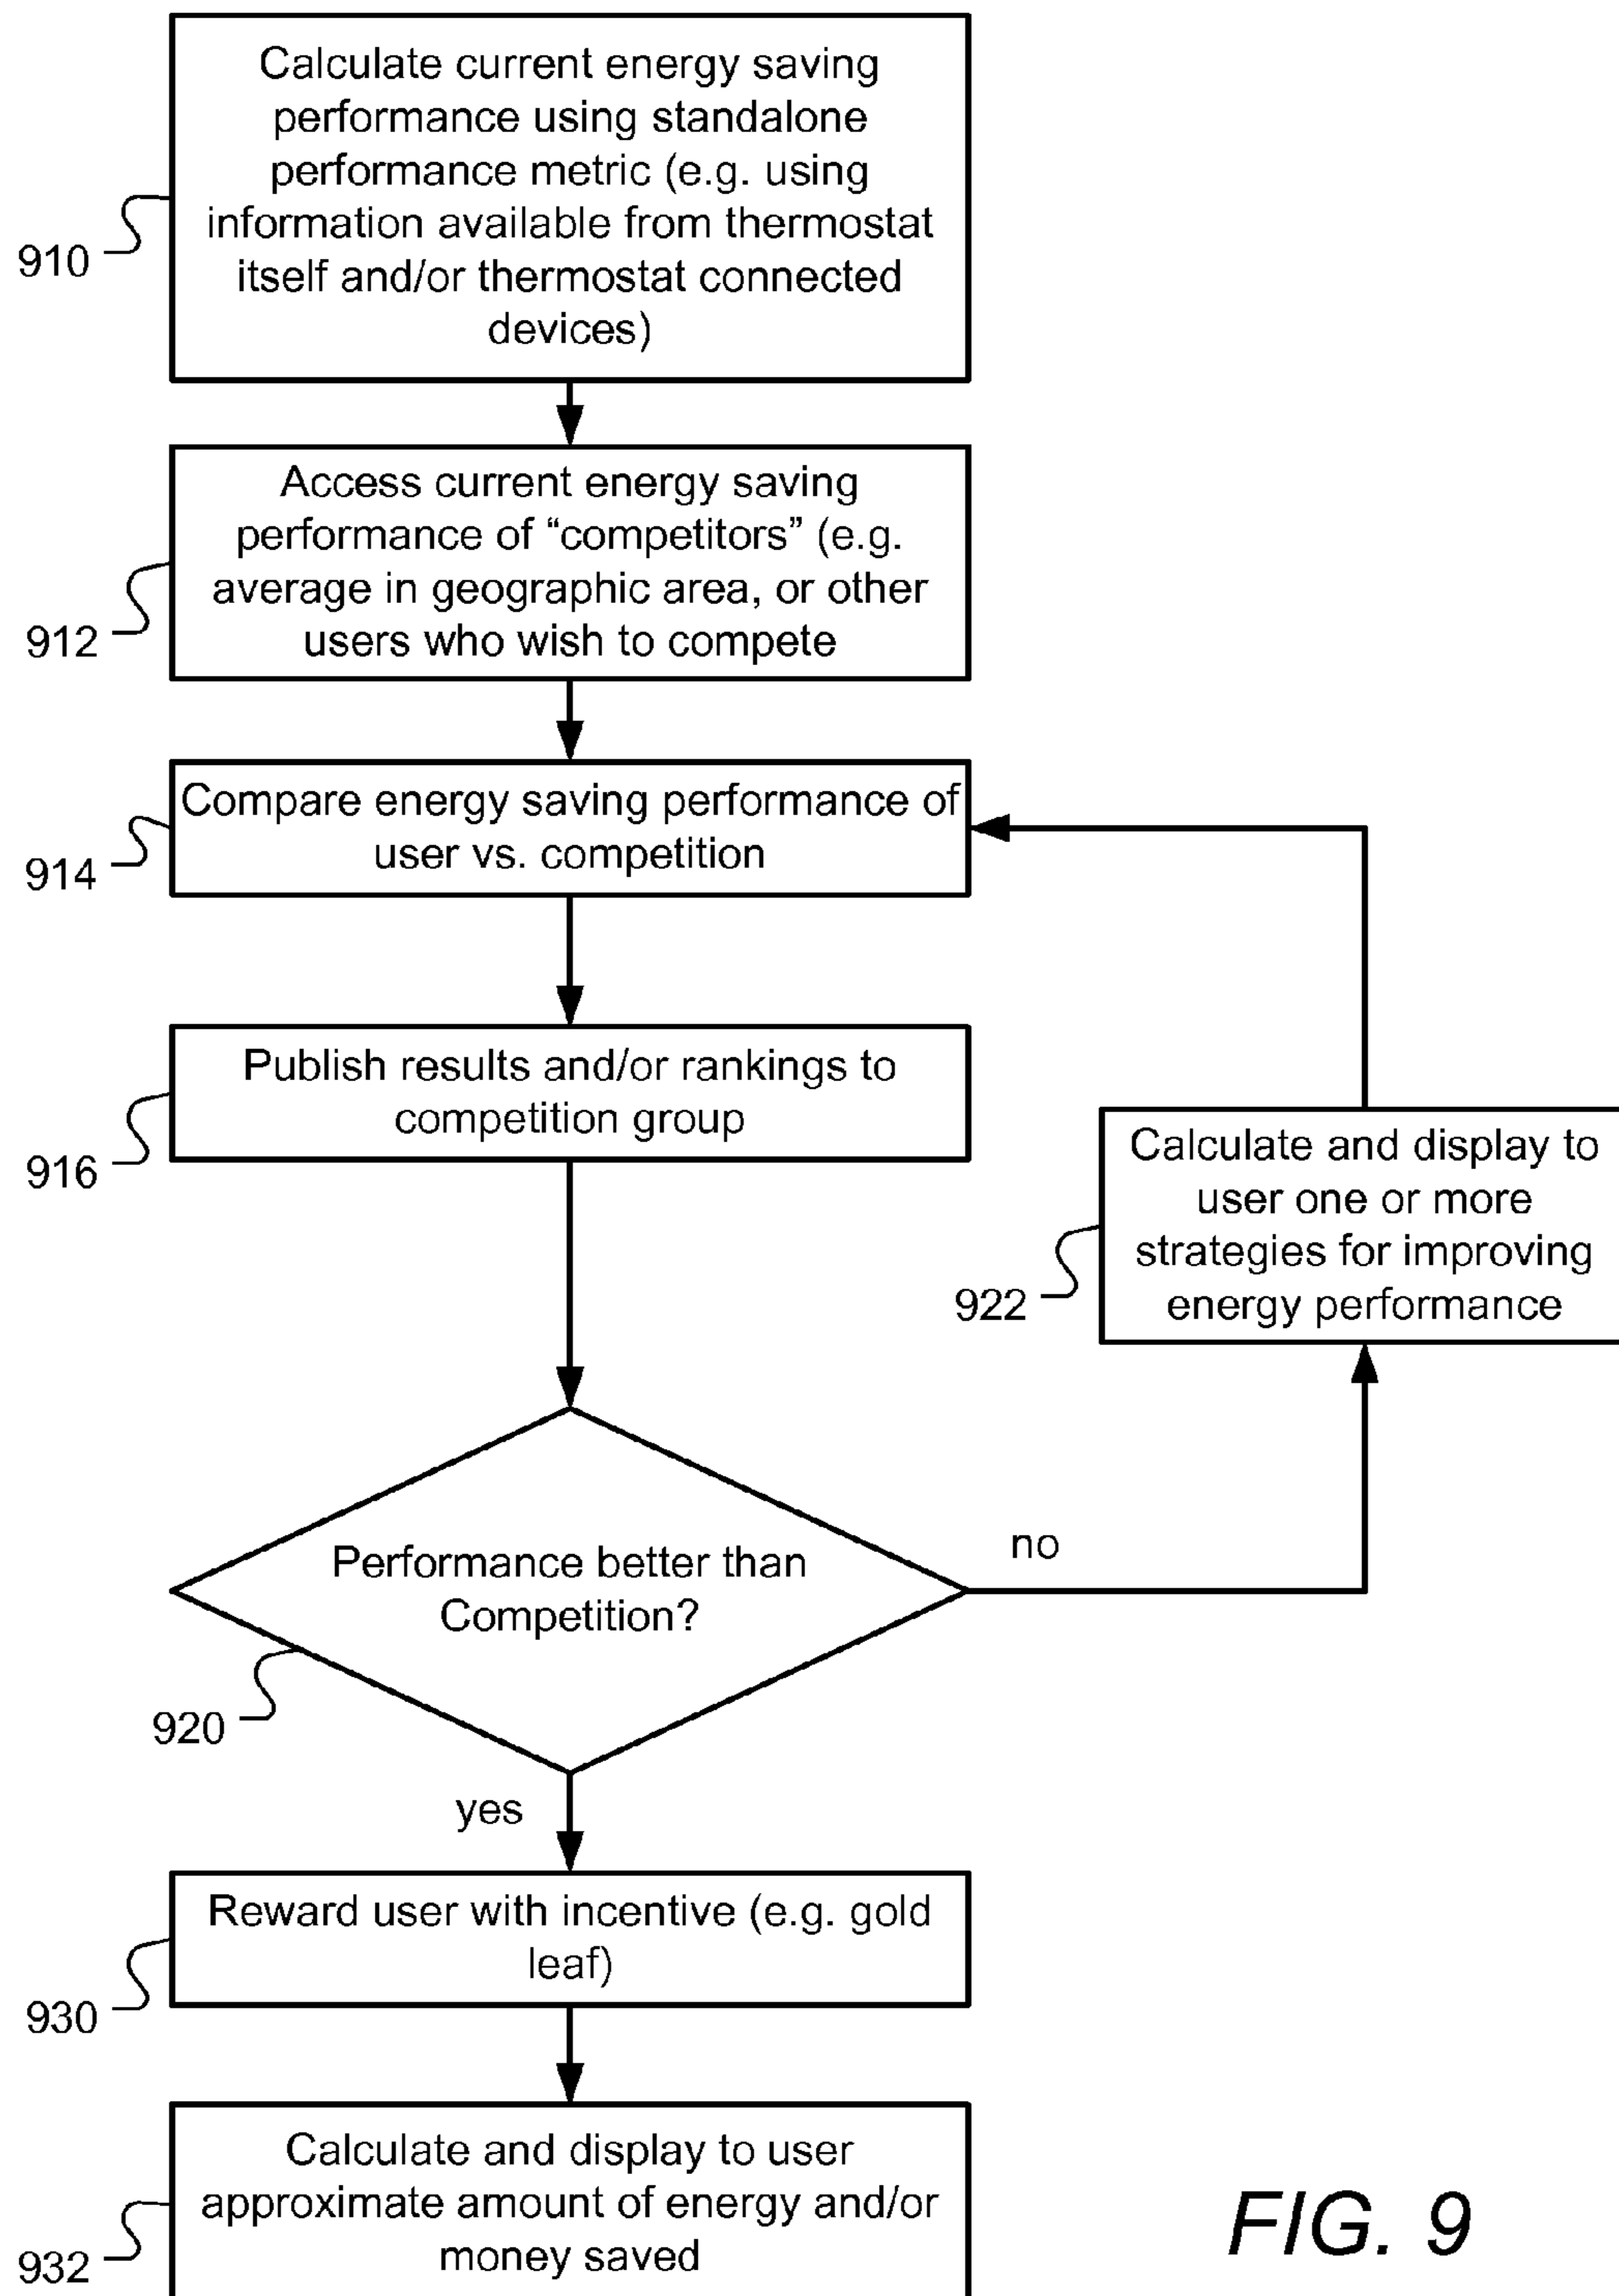 Calculate current energy saving
performance using standalone
performance metric (e.g. using
information available from thermostat
itself and/or thermostat connected
devices)
910
Access current energy saving
performance of “competitors” (e.g.
average in geographic area, or other
users who wish to compete
912
Compare energy saving performance of
user vs. competition
914
Publish results and/or rankings to
competition group
916
Calculate and display to
user one or more
strategies for improving
energy performance
922
Performance better than
Competition?
no
920
yes
Reward user with incentive (e.g. gold
leaf)
930
Calculate and display to user
approximate amount of energy and/or
money saved
932
FIG. 9